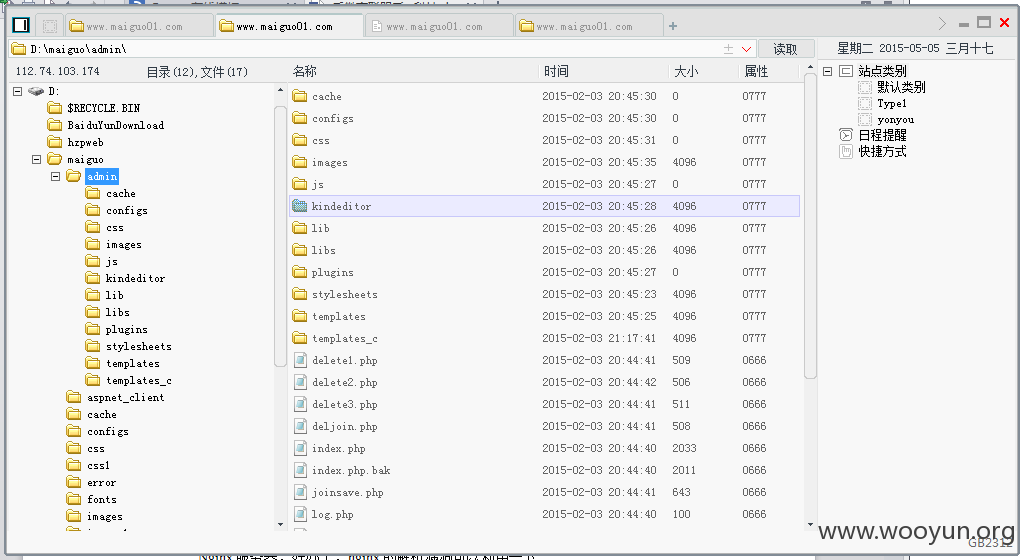 www.maiguo01.com
www.maiguo01.com
www.maiguo01.com
www.maiguo01.com
D:\maiguo\admin\
读取
星期二 2015-05-05 三月十七
112.74.103.174 目录(12),文件(17)
名称 时间 大小 属性
D:
$RECYCLE.BIN
BaiduYunDownload
hzpweb
maiguo
admin
cache
configs
css
images
js
kindeditor
lib
libs
plugins
stylesheets
templates
templates_c
aspnet_client
cache
configs
css
css1
error
fonts
images
cache 2015-02-03 20:45:30 0 0777
configs 2015-02-03 20:45:30 0 0777
css 2015-02-03 20:45:31 0 0777
images 2015-02-03 20:45:35 4096 0777
js 2015-02-03 20:45:27 0 0777
kindeditor 2015-02-03 20:45:28 4096 0777
lib 2015-02-03 20:45:26 4096 0777
libs 2015-02-03 20:45:26 4096 0777
plugins 2015-02-03 20:45:27 0 0777
stylesheets 2015-02-03 20:45:23 4096 0777
templates 2015-02-03 20:45:25 4096 0777
templates_c 2015-02-03 21:17:41 4096 0777
delete1.php 2015-02-03 20:44:41 509 0666
delete2.php 2015-02-03 20:44:42 506 0666
delete3.php 2015-02-03 20:44:41 511 0666
deljoin.php 2015-02-03 20:44:41 508 0666
index.php 2015-02-03 20:44:40 2033 0666
index.php.bak 2015-02-03 20:44:40 2011 0666
joinsave.php 2015-02-03 20:44:41 643 0666
log.php 2015-02-03 20:44:40 100 0666
站点类别
默认类别
Type1
yonyou
日程提醒
快捷方式
www.wooyun.org
GB2312